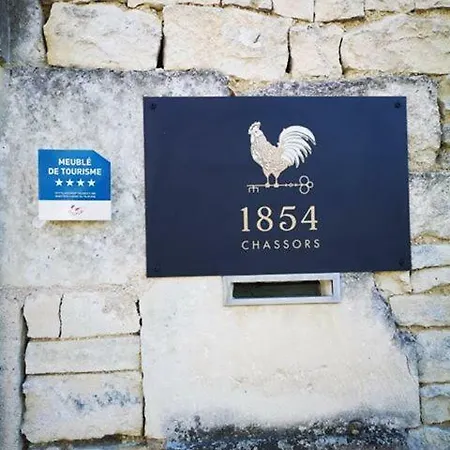 MEUBLÉ
DE TOURISME
1854
CHASSORS